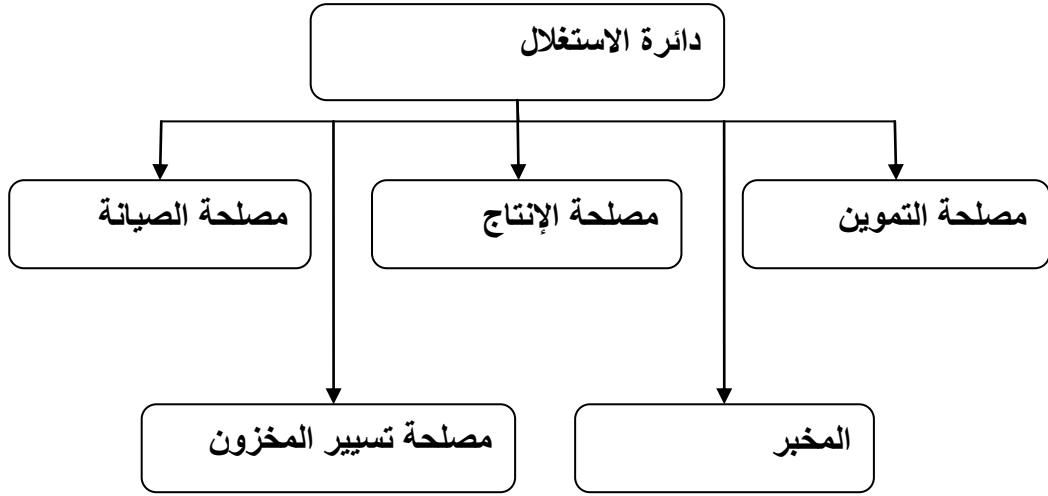 دائرة الاستغلال
مصلحة التموين
مصلحة الإنتاج
مصلحة الصيانة
المخبر
مصلحة تسيير المخزون